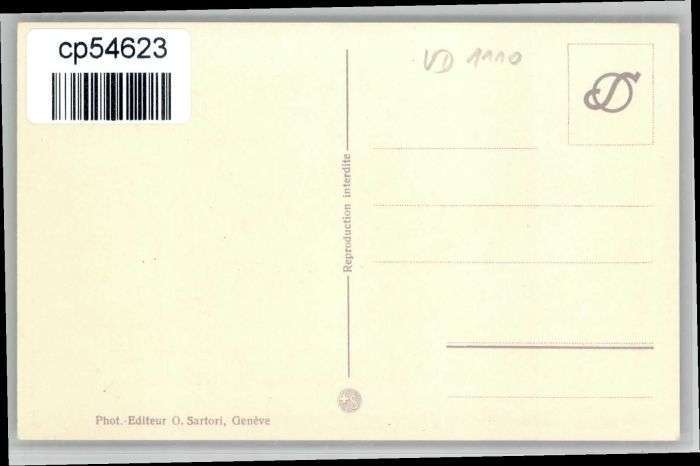 cp54623
VD 1110
Reproduction interdite
Phot.-Editeur O. Sartori, Genève